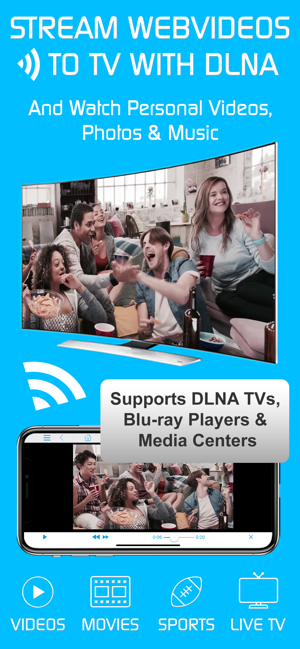 STREAM WEBVIDEOS
TO TV WITH DLNA
And Watch Personal Videos,
Photos & Music
Supports DLNA TVs,
Blu-ray Players &
Media Centers
0:06
0:20
VIDEOS MOVIES SPORTS LIVE TV